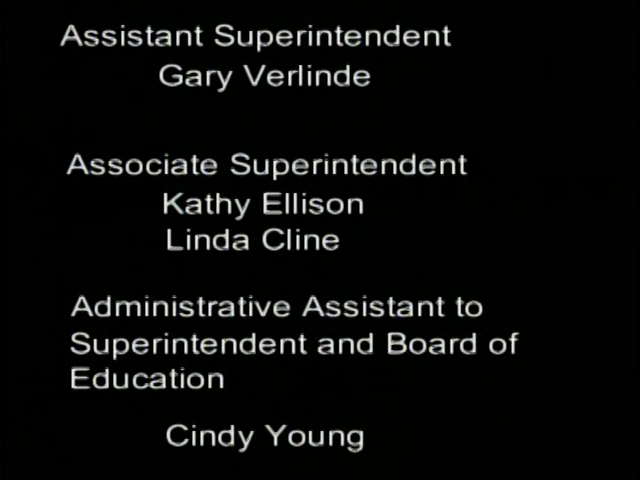 Assistant Superintendent
Gary Verlinde
Associate Superintendent
Kathy Ellison
Linda Cline
Administrative Assistant to
Superintendent and Board of
Education
Cindy Young